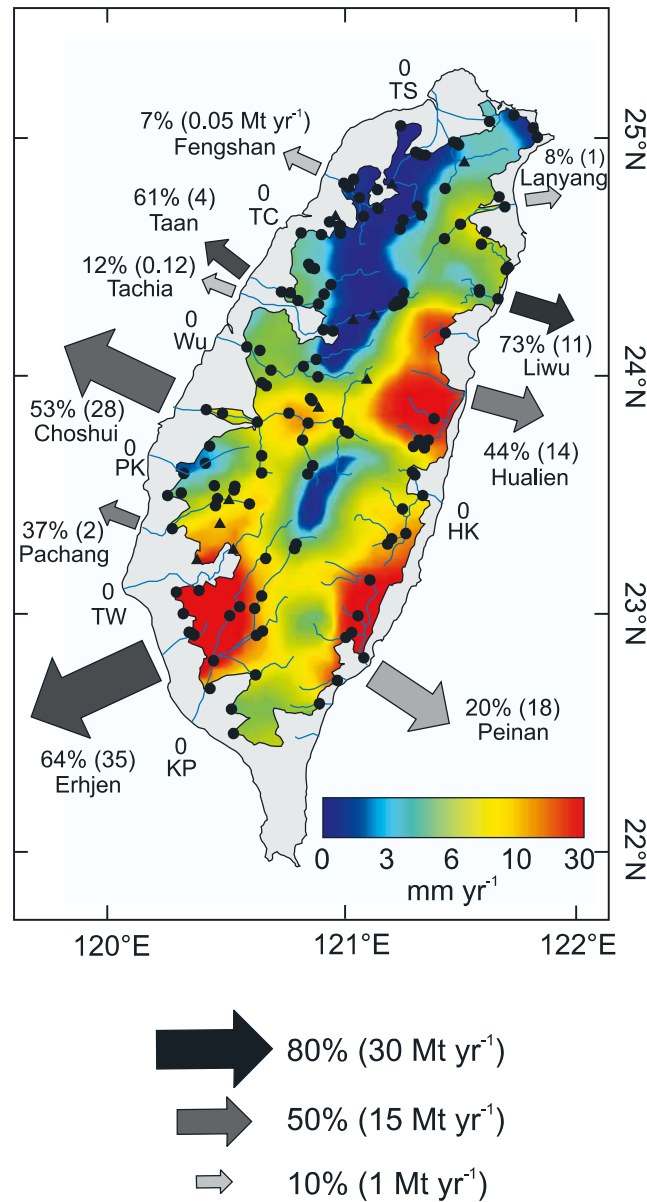 0
TS
7% (0.05 Mt yr⁻¹)
Fengshan
25°N
8% (1)
Lanyang
0
TC
61% (4)
Taan
12% (0.12)
Tachia
0
Wu
73% (11)
Liwu
24°N
53% (28)
Choshui
44% (14)
Hualien
0
PK
0
HK
37% (2)
Pachang
0
TW
23°N
20% (18)
Peinan
64% (35)
Erhjen
0
KP
0 3 6 10 30
mm yr⁻¹
22°N
120°E 121°E 122°E
80% (30 Mt yr⁻¹)
50% (15 Mt yr⁻¹)
10% (1 Mt yr⁻¹)